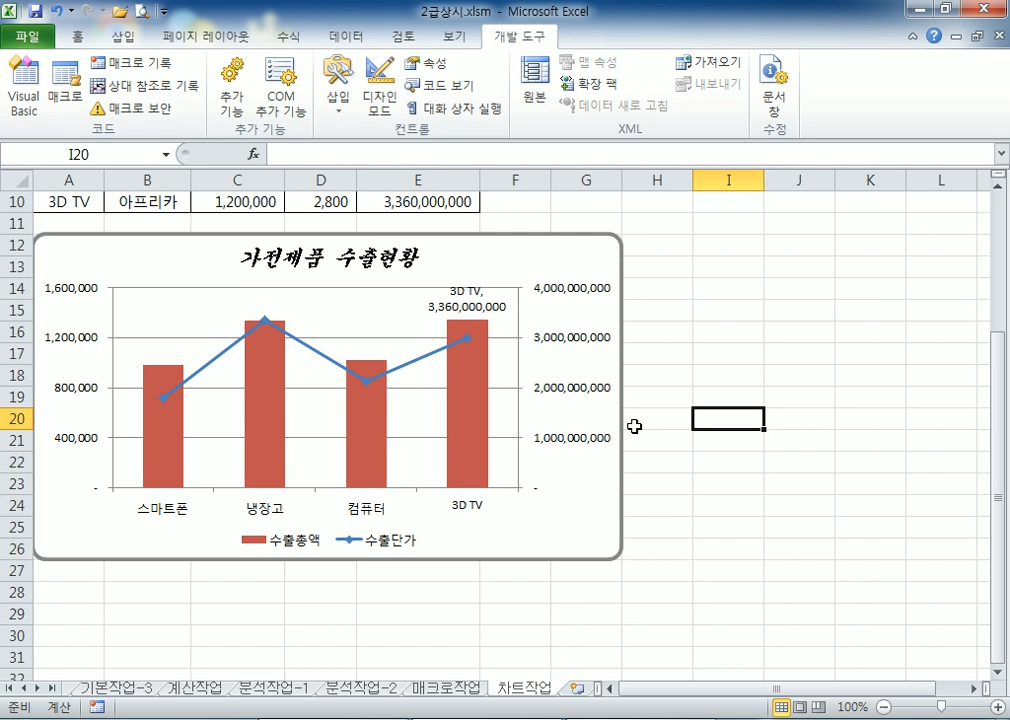 2급상시.xlsm - Microsoft Excel
파일 홈 삽입 페이지 레이아웃 수식 데이터 검토 보기 개발 도구
Visual Basic 매크로 매크로 기록 상대 참조로 기록 매크로 보안
추가 기능 COM 추가 기능
삽입 디자인 모드 속성 코드 보기 대화 상자 실행
원본 맵 속성 확장 팩 데이터 새로 고침 가져오기 내보내기
문서 창
코드 추가 기능 컨트롤 XML 수정
I20 fx
A B C D E F G H I J K L
10 3D TV 아프리카 1,200,000 2,800 3,360,000,000
11
12
13
14
15
16
17
18
19
20
21
22
23
24
25
26
27
28
29
30
31
32
가전제품 수출현황
3D TV,
3,360,000,000
1,600,000 4,000,000,000
1,200,000 3,000,000,000
800,000 2,000,000,000
400,000 1,000,000,000
- -
스마트폰 냉장고 컴퓨터 3D TV
수출총액 수출단가
기본작업-3 계산작업 분석작업-1 분석작업-2 매크로작업 차트작업
준비 계산 100%